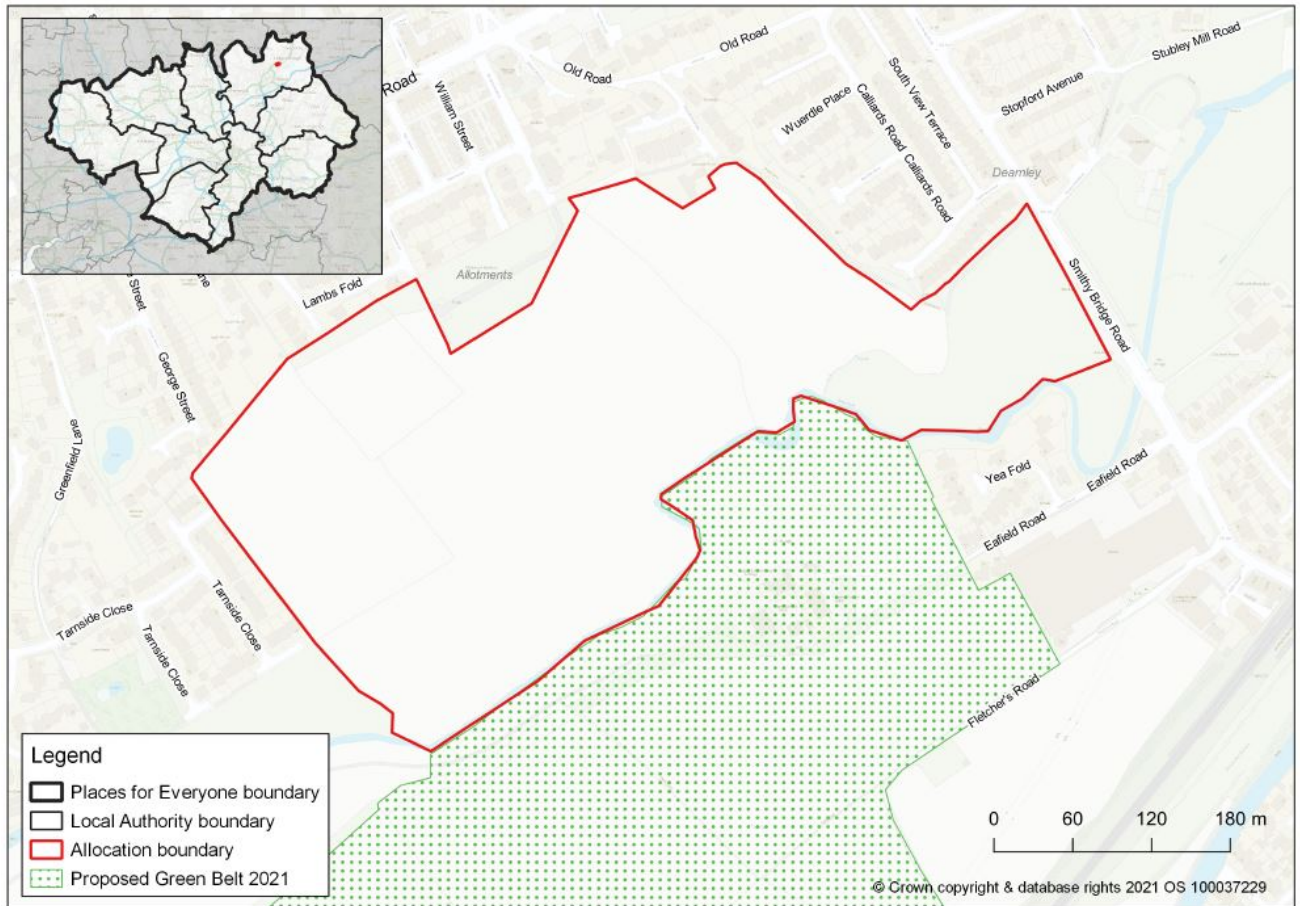 Old Road
Stubley Mill Road
Road
Old Road
William Street
South View Terrace
Stopford Avenue
Wuerdle Place
Calliards Road
Calliards Road
Dearnley
Allotments
Lambs Fold
Smithy Bridge Road
George Street
Greenfield Lane
Yea Fold
Eafield Road
Eafield Road
Tarnside Close
Tarnside Close
Tarnside Close
Fletcher's Road
Legend
Places for Everyone boundary
Local Authority boundary
Allocation boundary
Proposed Green Belt 2021
0 60 120 180 m
© Crown copyright & database rights 2021 OS 100037229